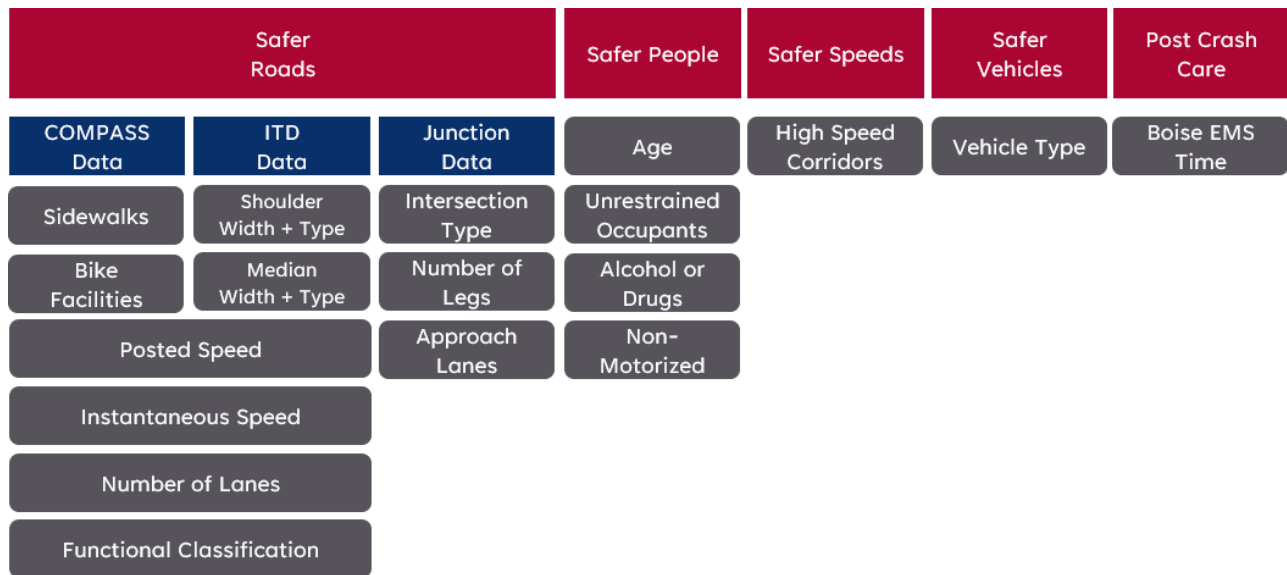 Safer
Roads
Safer People
Safer Speeds
Safer
Vehicles
Post Crash
Care
COMPASS
Data
ITD
Data
Junction
Data
Age
High Speed
Corridors
Vehicle Type
Boise EMS
Time
Sidewalks
Shoulder
Width + Type
Intersection
Type
Unrestrained
Occupants
Bike
Facilities
Median
Width + Type
Number of
Legs
Alcohol or
Drugs
Posted Speed
Approach
Lanes
Non-
Motorized
Instantaneous Speed
Number of Lanes
Functional Classification